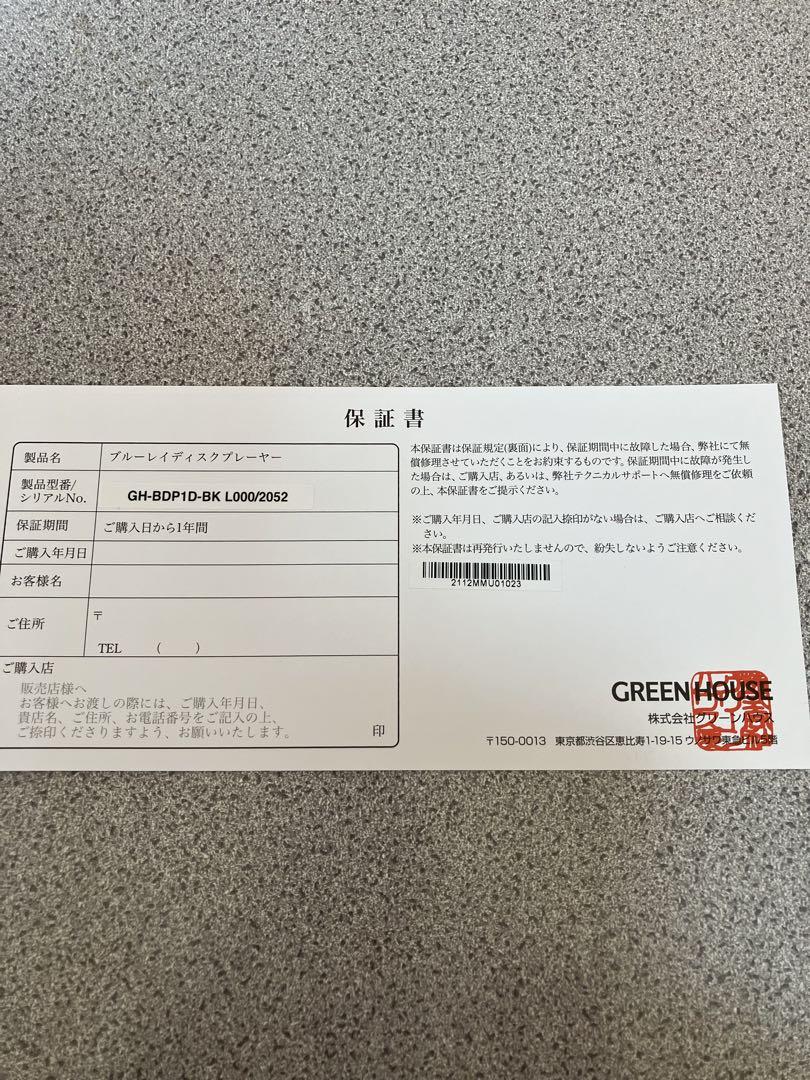 保証書
製品名
ブルーレイディスクプレーヤー
製品型番/
シリアルNo.
GH-BDP1D-BK L000/2052
保証期間
ご購入日から1年間
ご購入年月日
お客様名
ご住所
〒
TEL ( )
ご購入店
販売店様へ
お客様へお渡しの際には、ご購入年月日、
貴店名、ご住所、お電話番号をご記入の上、
ご捺印くださりますよう、お願いいたします。
印
本保証書は保証規定(裏面)により、保証期間中に故障した場合、弊社にて無
償修理させていただくことをお約束するものです。保証期間中に故障が発生し
た場合は、ご購入店、あるいは、弊社テクニカルサポートへ無償修理をご依頼
の上、本保証書をご提示ください。
※ご購入年月日、ご購入店の記入捺印がない場合は、ご購入店へご相談くだ
さい。
※本保証書は再発行いたしませんので、紛失しないようご注意ください。
2112MMU01023
GREEN HOUSE
株式会社グリーンハウス
〒150-0013 東京都渋谷区恵比寿1-19-15 ウノサワ東急ビル5階